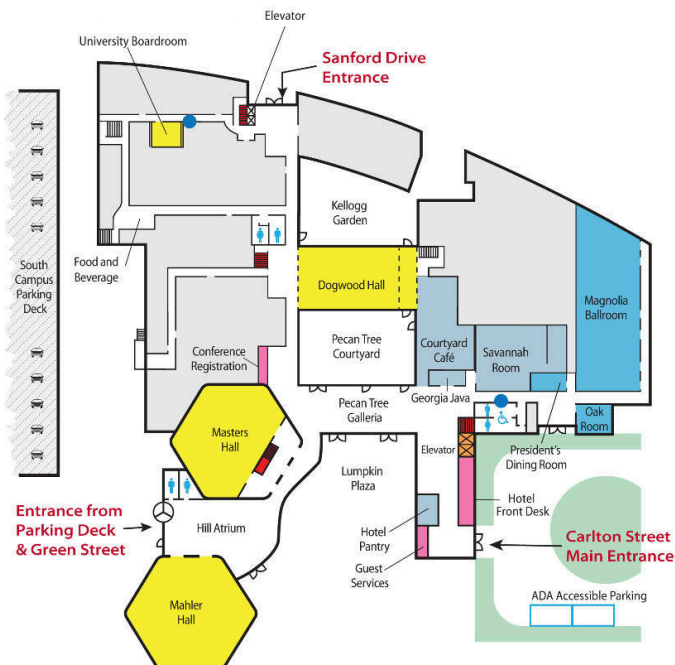 Elevator
University Boardroom
Sanford Drive
Entrance
Kellogg
Garden
South
Campus
Parking
Deck
Food and
Beverage
Dogwood Hall
Magnolia
Ballroom
Conference
Registration
Pecan Tree
Courtyard
Courtyard
Café
Savannah
Room
Georgia Java
Pecan Tree
Galleria
Oak
Room
Masters
Hall
Elevator
President's
Dining Room
Lumpkin
Plaza
Entrance from
Parking Deck
& Green Street
Hill Atrium
Hotel
Front Desk
Hotel
Pantry
Carlton Street
Main Entrance
Guest
Services
Mahler
Hall
ADA Accessible Parking